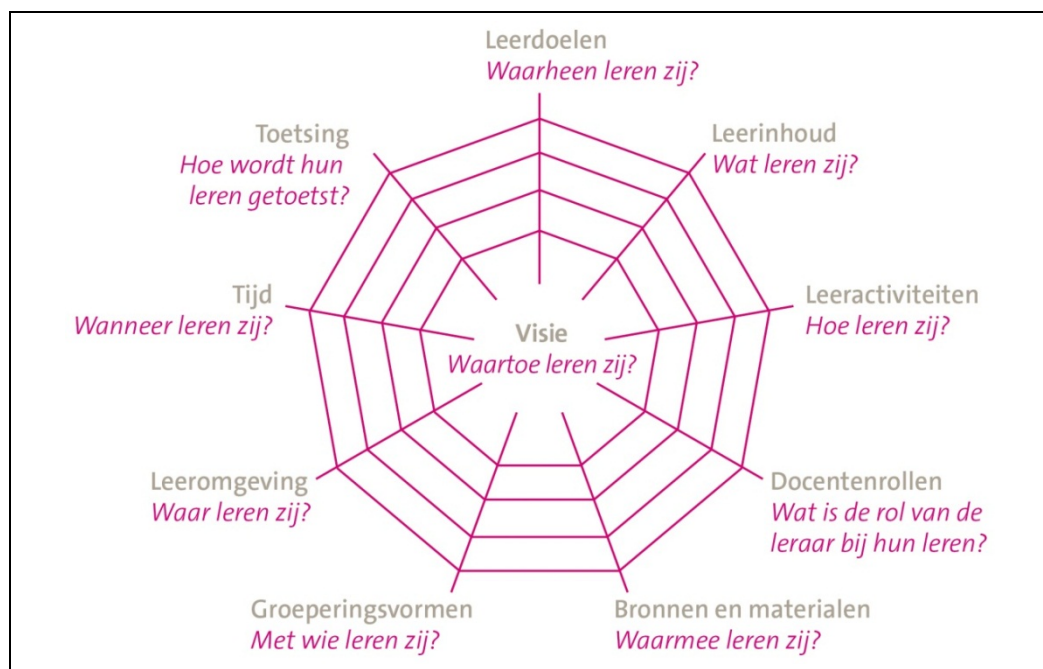 Leerdoelen
Waarheen leren zij?
Toetsing
Hoe wordt hun
leren getoetst?
Leerinhoud
Wat leren zij?
Tijd
Wanneer leren zij?
Visie
Waartoe leren zij?
Leeractiviteiten
Hoe leren zij?
Leeromgeving
Waar leren zij?
Docentenrollen
Wat is de rol van de
leraar bij hun leren?
Groeperingsvormen
Met wie leren zij?
Bronnen en materialen
Waarmee leren zij?